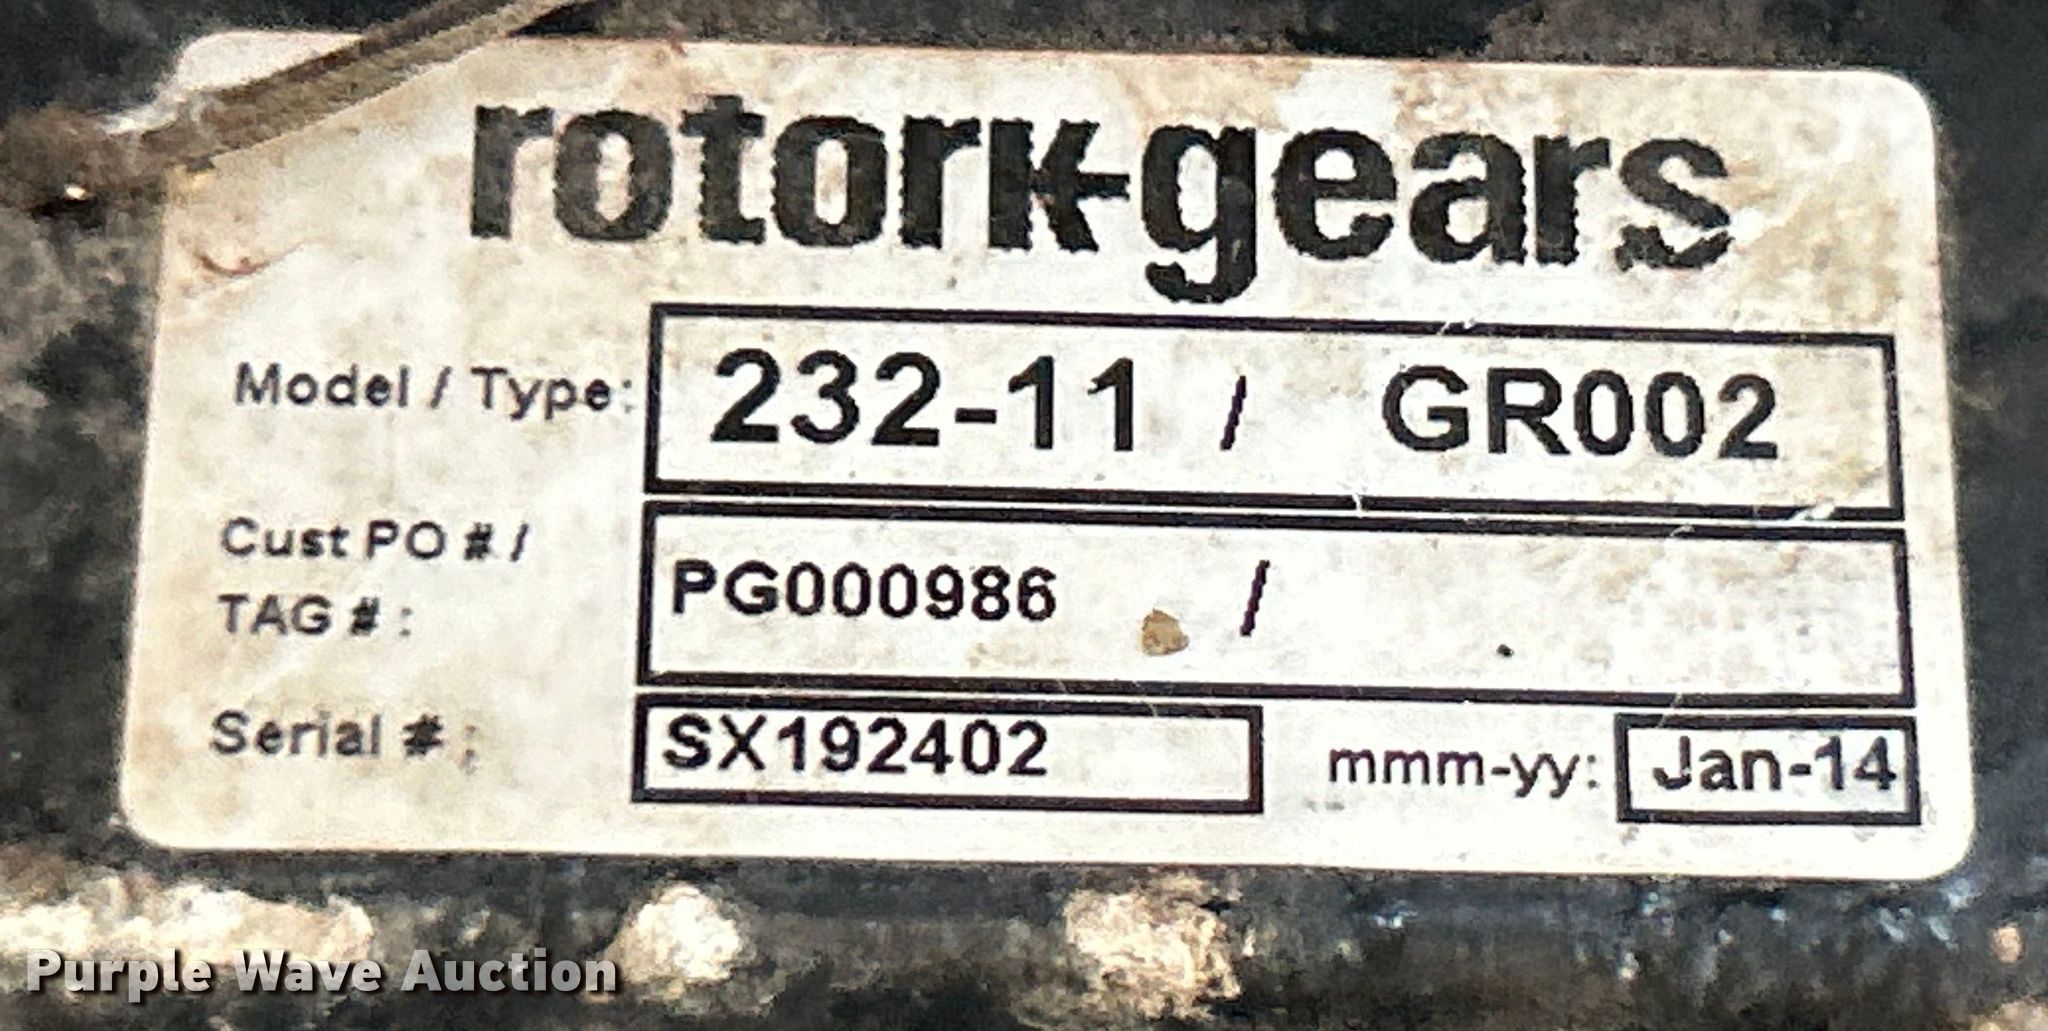 rotork-gears
Model / Type: 232-11 / GR002
Cust PO # /
TAG # : PG000986 /
Serial # : SX192402 mmm-yy: Jan-14
Purple Wave Auction